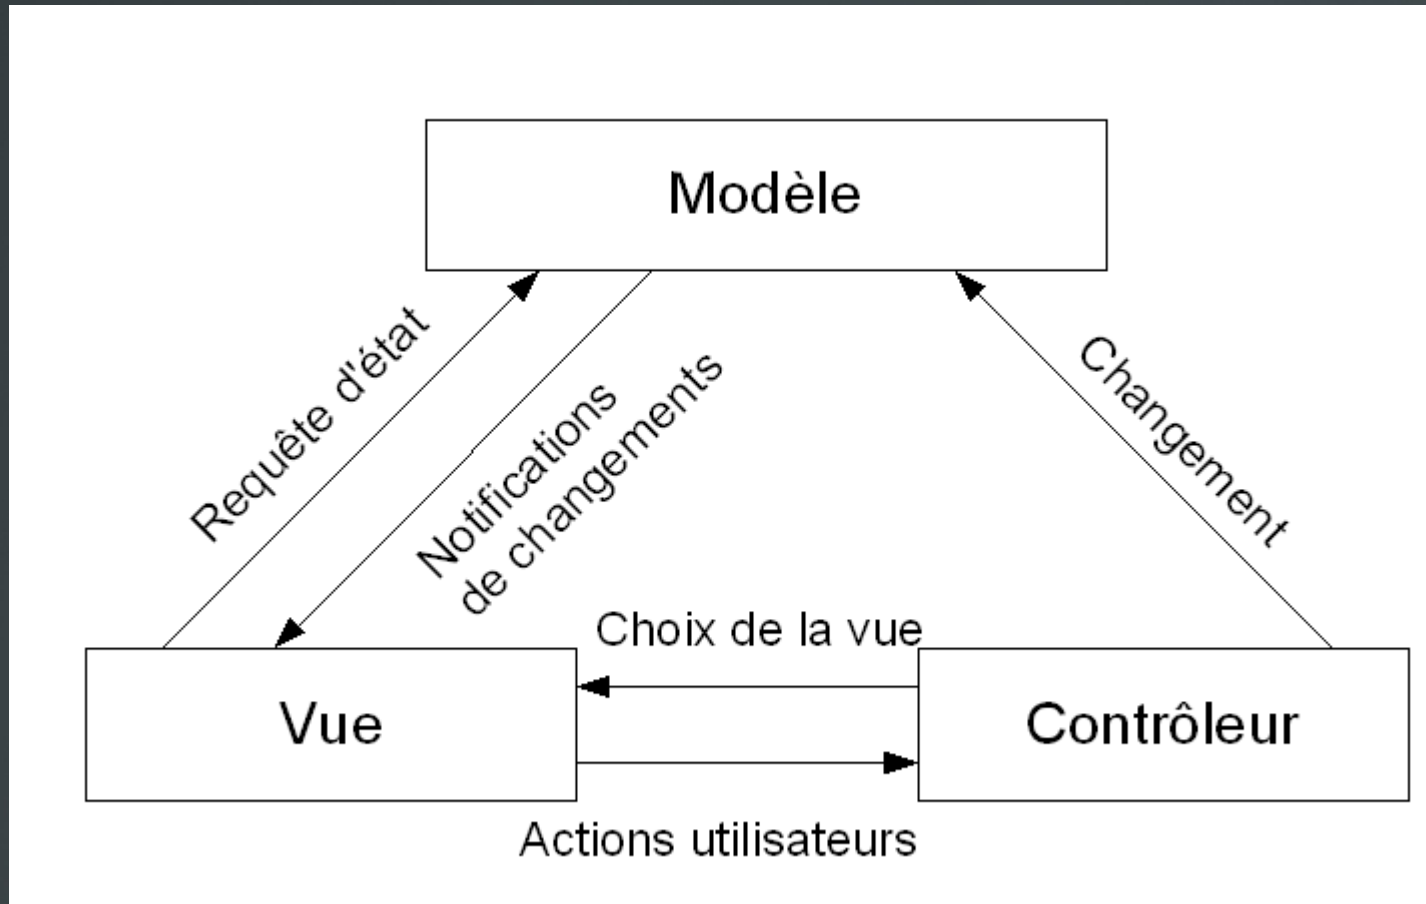 Modèle
Requête d'état
Notifications
de changements
Changement
Choix de la vue
Vue
Contrôleur
Actions utilisateurs